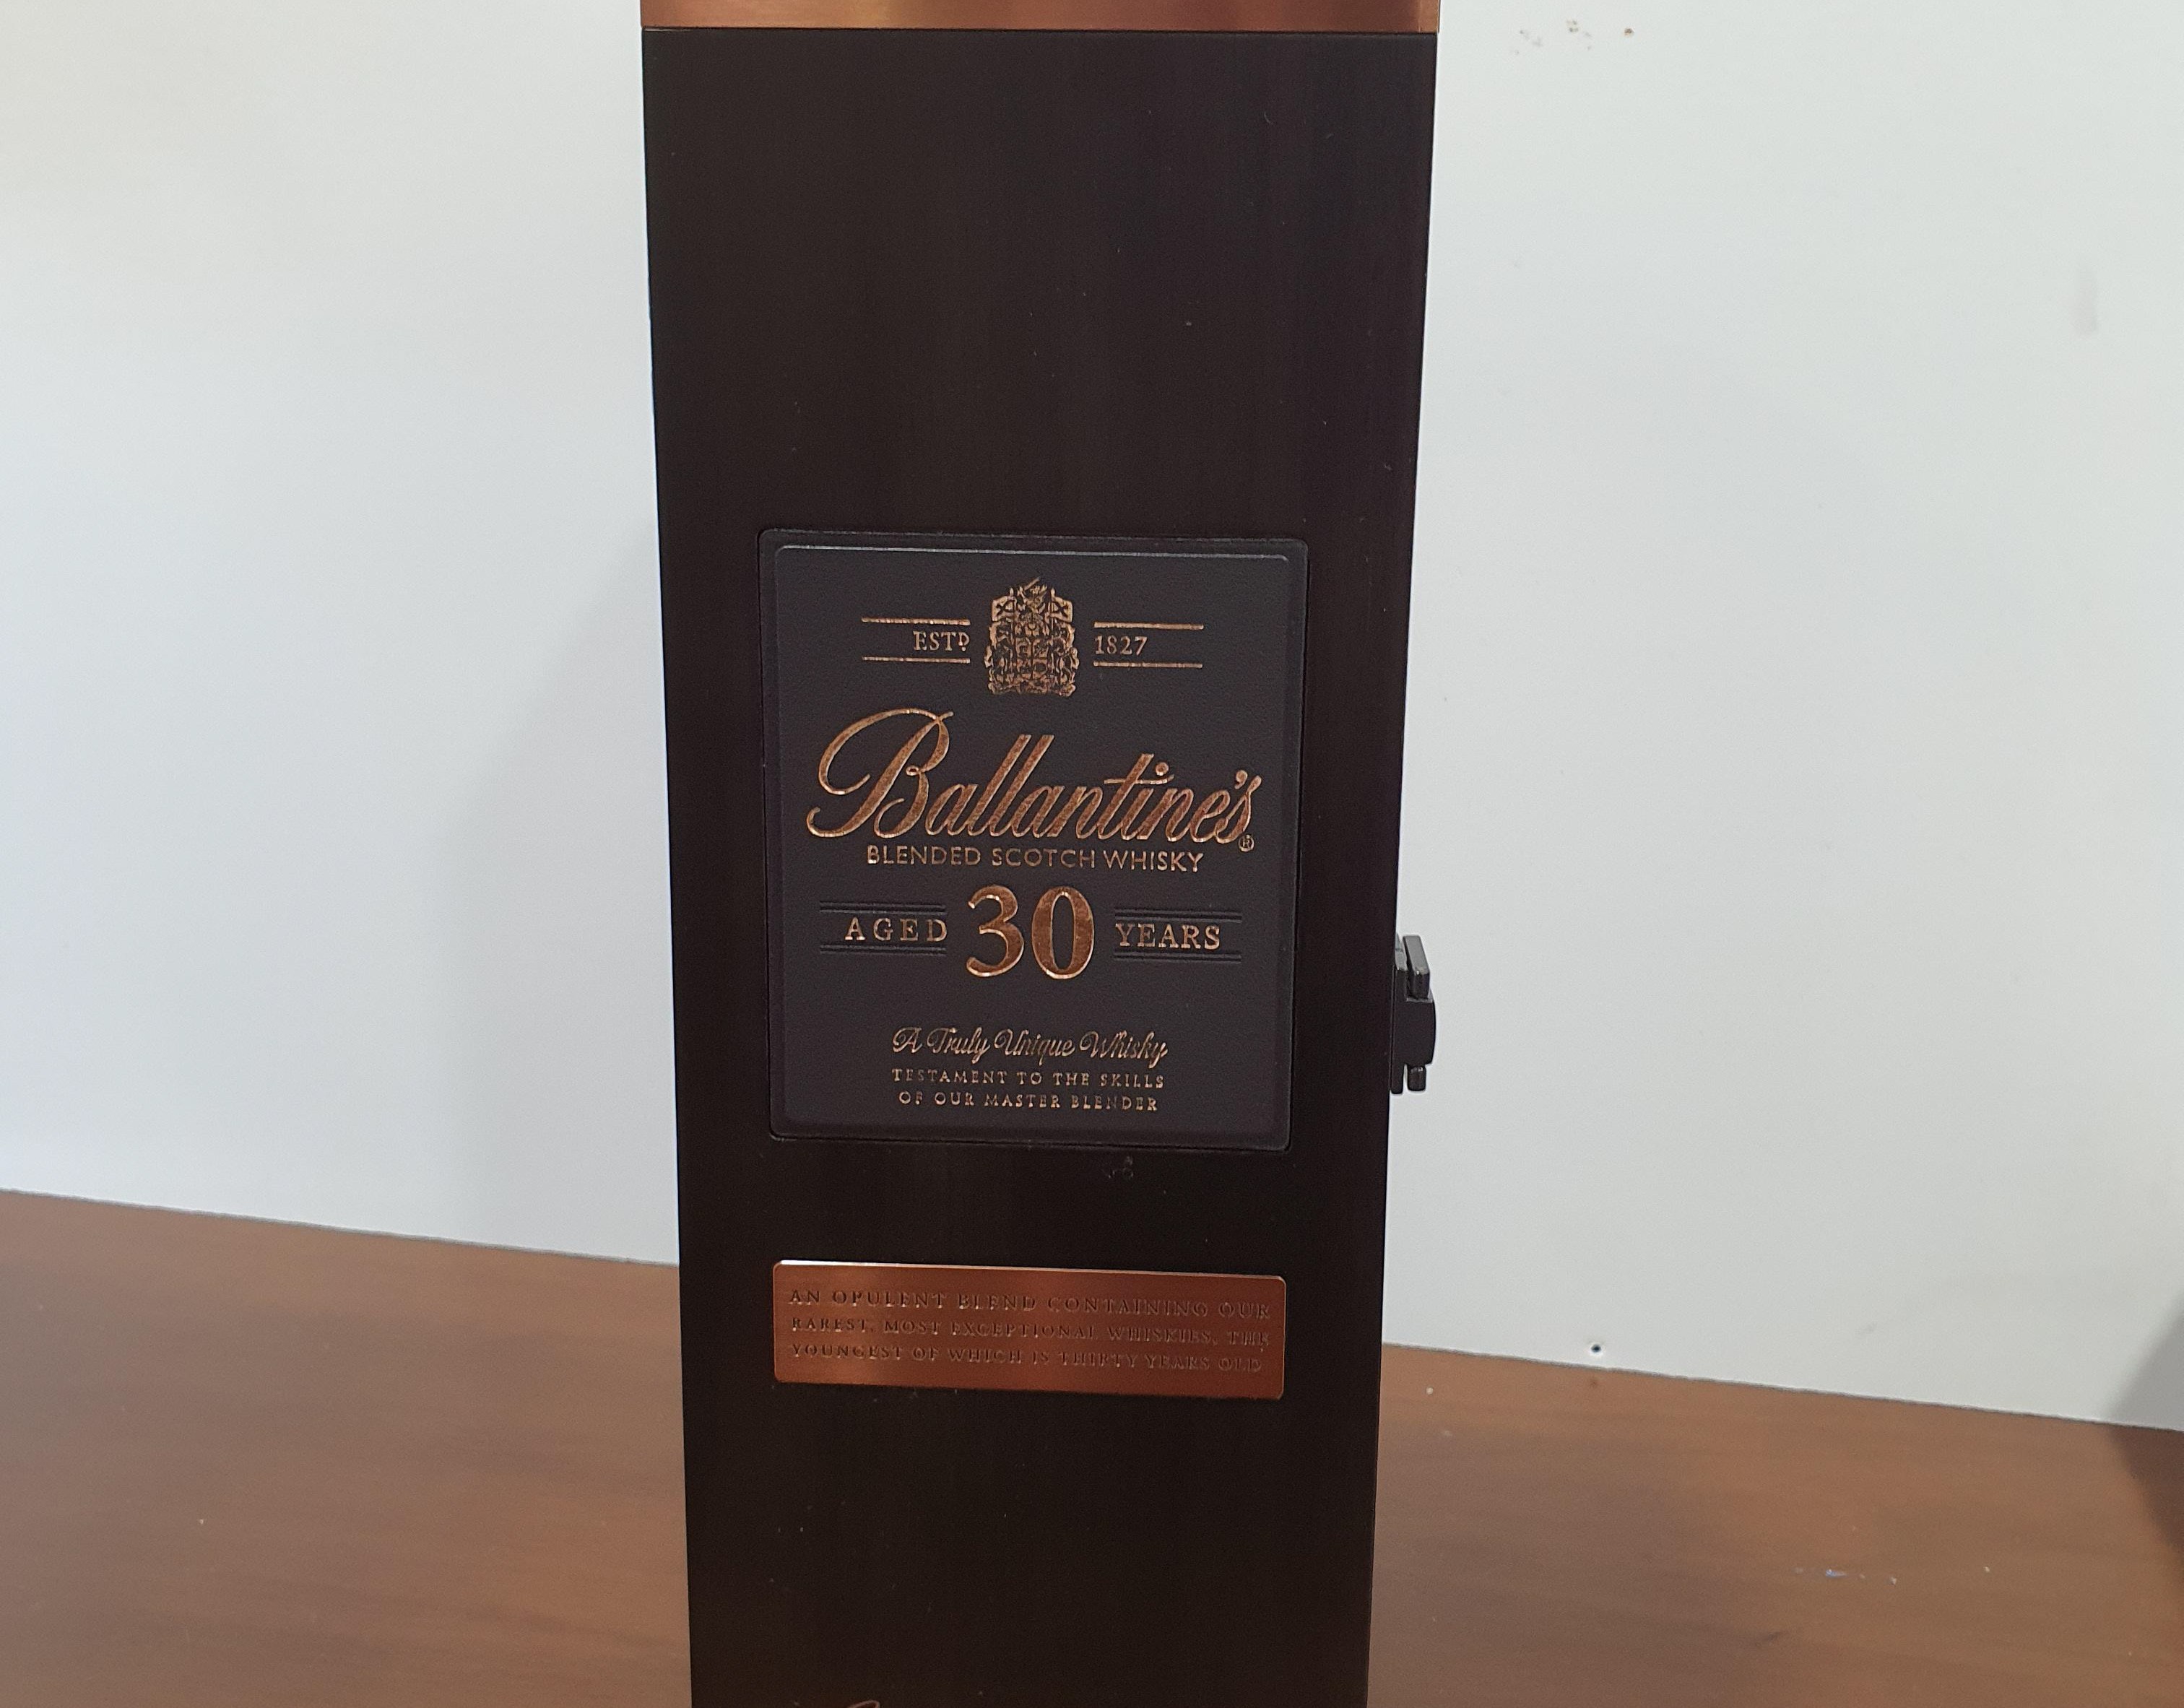 ESTD 1827
Ballantine's®
BLENDED SCOTCH WHISKY
AGED 30 YEARS
A Truly Unique Whisky
TESTAMENT TO THE SKILLS
OF OUR MASTER BLENDER
AN OPULENT BLEND CONTAINING OUR
RAREST, MOST EXCEPTIONAL WHISKIES, THE
YOUNGEST OF WHICH IS THIRTY YEARS OLD